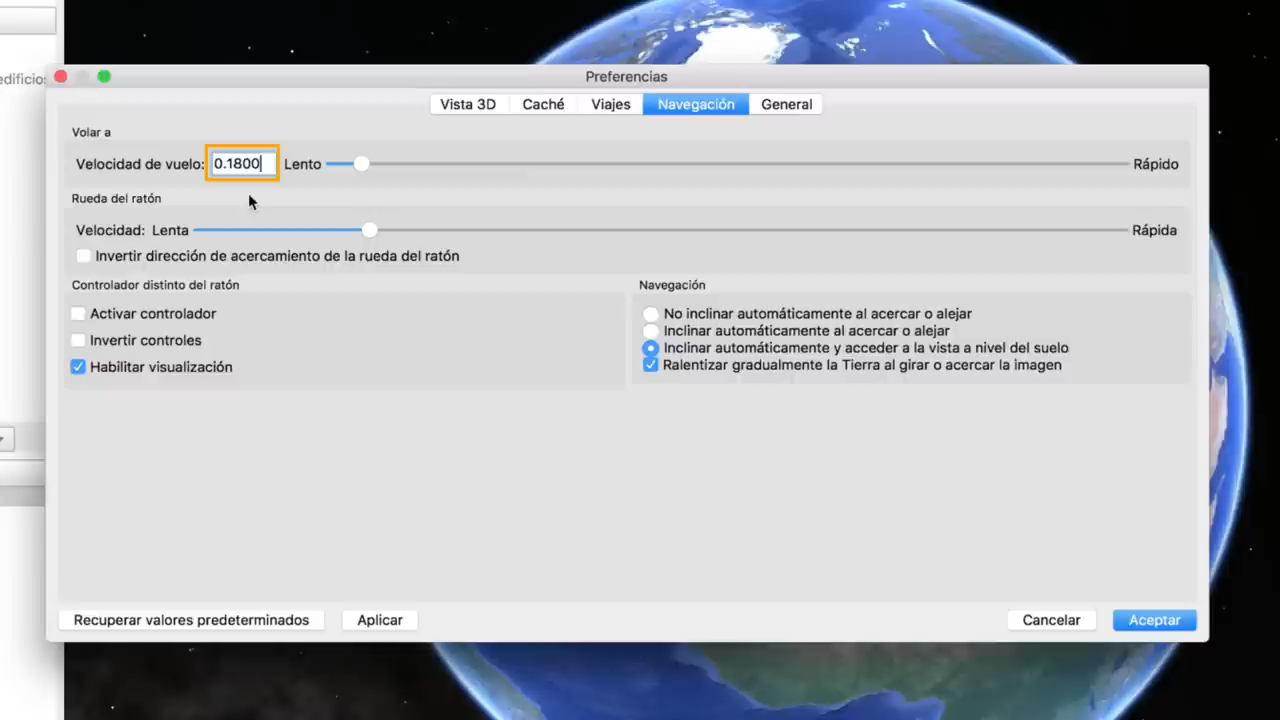 Preferencias
Vista 3D Caché Viajes Navegación General
Volar a
Velocidad de vuelo: 0.1800 Lento Rápido
Rueda del ratón
Velocidad: Lenta Rápida
Invertir dirección de acercamiento de la rueda del ratón
Controlador distinto del ratón
Activar controlador
Invertir controles
Habilitar visualización
Navegación
No inclinar automáticamente al acercar o alejar
Inclinar automáticamente al acercar o alejar
Inclinar automáticamente y acceder a la vista a nivel del suelo
Ralentizar gradualmente la Tierra al girar o acercar la imagen
Recuperar valores predeterminados Aplicar Cancelar Aceptar